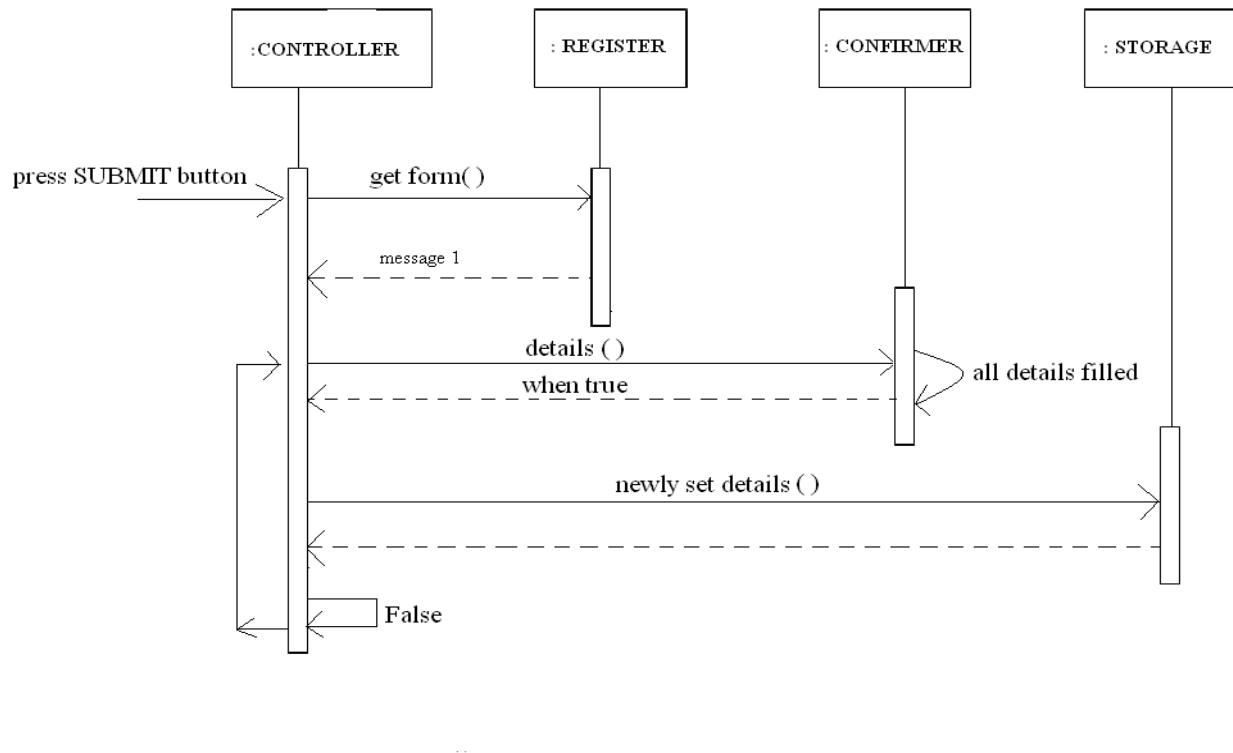 :CONTROLLER
: REGISTER
: CONFIRMER
: STORAGE
press SUBMIT button
get form( )
message 1
details ( )
when true
all details filled
newly set details ( )
False